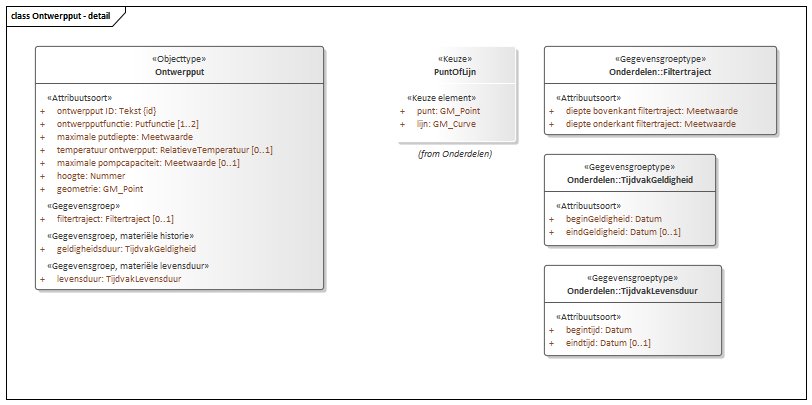 class Ontwerpput - detail
«Objecttype»
Ontwerpput
«Attribuutsoort»
+ ontwerpput ID: Tekst {id}
+ ontwerpputfunctie: Putfunctie [1..2]
+ maximale putdiepte: Meetwaarde
+ temperatuur ontwerpput: RelatieveTemperatuur [0..1]
+ maximale pompcapaciteit: Meetwaarde [0..1]
+ hoogte: Nummer
+ geometrie: GM_Point
«Gegevensgroep»
+ filtertraject: Filtertraject [0..1]
«Gegevensgroep, materiële historie»
+ geldigheidsduur: TijdvakGeldigheid
«Gegevensgroep, materiële levensduur»
+ levensduur: TijdvakLevensduur
«Keuze»
PuntOfLijn
«Keuze element»
+ punt: GM_Point
+ lijn: GM_Curve
(from Onderdelen)
«Gegevensgroeptype»
Onderdelen::Filtertraject
«Attribuutsoort»
+ diepte bovenkant filtertraject: Meetwaarde
+ diepte onderkant filtertraject: Meetwaarde
«Gegevensgroeptype»
Onderdelen::TijdvakGeldigheid
«Attribuutsoort»
+ beginGeldigheid: Datum
+ eindGeldigheid: Datum [0..1]
«Gegevensgroeptype»
Onderdelen::TijdvakLevensduur
«Attribuutsoort»
+ begintijd: Datum
+ eindtijd: Datum [0..1]